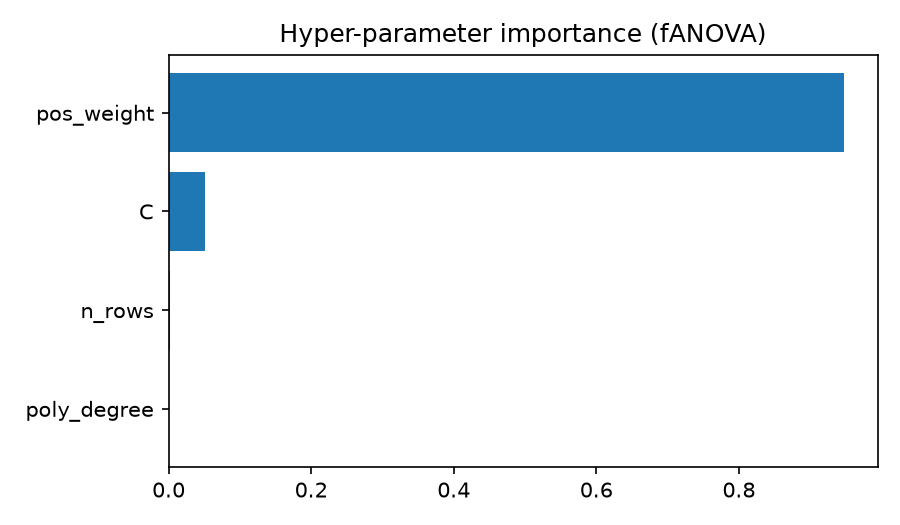 Hyper-parameter importance (fANOVA)
pos_weight
C
n_rows
poly_degree
0.0 0.2 0.4 0.6 0.8